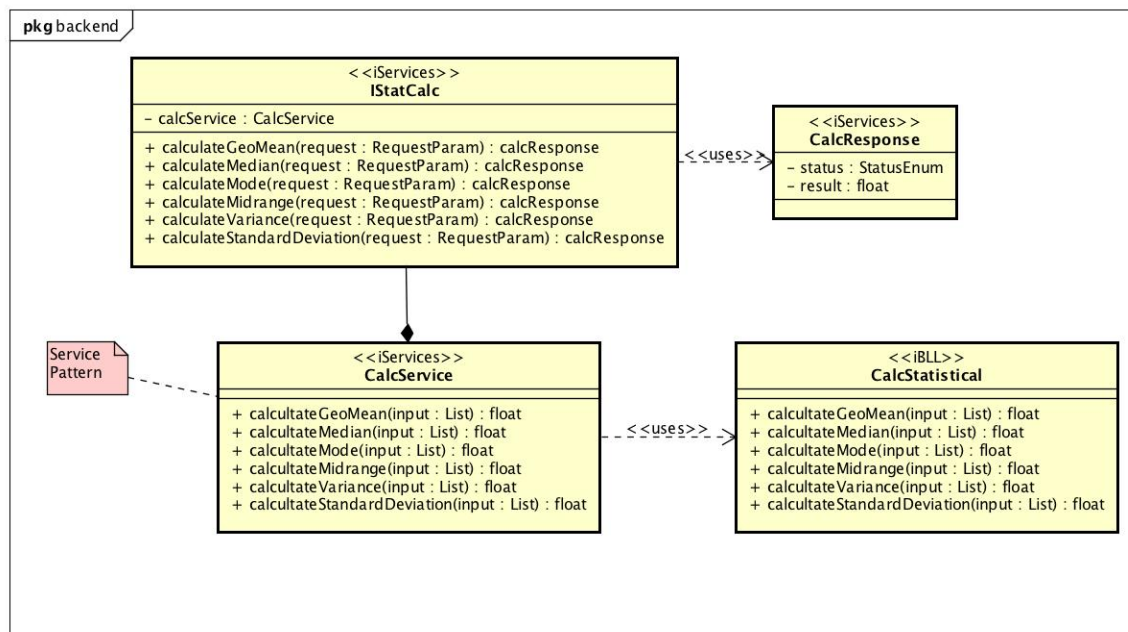 pkg backend
<<iServices>>
IStatCalc
– calcService : CalcService
+ calculateGeoMean(request : RequestParam) : calcResponse
+ calculateMedian(request : RequestParam) : calcResponse
+ calculateMode(request : RequestParam) : calcResponse
+ calculateMidrange(request : RequestParam) : calcResponse
+ calculateVariance(request : RequestParam) : calcResponse
+ calculateStandardDeviation(request : RequestParam) : calcResponse
<<uses>>
<<iServices>>
CalcResponse
– status : StatusEnum
– result : float
Service
Pattern
<<iServices>>
CalcService
+ calcultateGeoMean(input : List) : float
+ calcultateMedian(input : List) : float
+ calcultateMode(input : List) : float
+ calcultateMidrange(input : List) : float
+ calcultateVariance(input : List) : float
+ calcultateStandardDeviation(input : List) : float
<<uses>>
<<iBLL>>
CalcStatistical
+ calcultateGeoMean(input : List) : float
+ calcultateMedian(input : List) : float
+ calcultateMode(input : List) : float
+ calcultateMidrange(input : List) : float
+ calcultateVariance(input : List) : float
+ calcultateStandardDeviation(input : List) : float